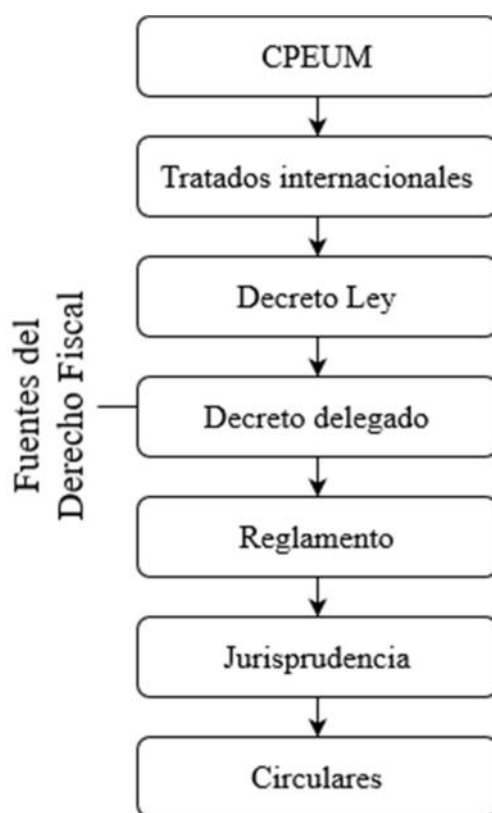 CPEUM
Tratados internacionales
Decreto Ley
Fuentes del
Derecho Fiscal
Decreto delegado
Reglamento
Jurisprudencia
Circulares